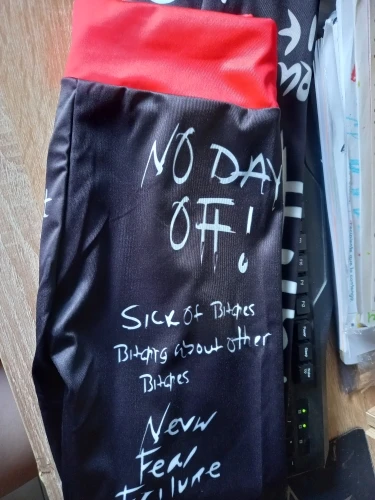 NO DAY
OFF!
SICK OF Bitches
Bitching about other
Bitches
Never
Fear
Failure